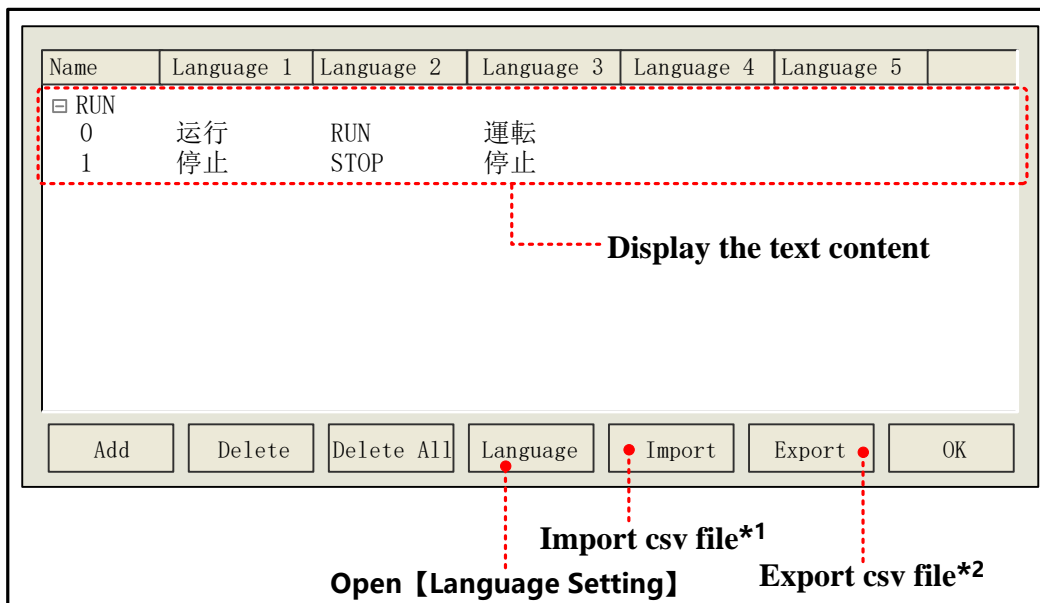 Name Language 1 Language 2 Language 3 Language 4 Language 5
RUN
0 运行 RUN 運転
1 停止 STOP 停止
Display the text content
Add Delete Delete All Language Import Export OK
Import csv file*1
Export csv file*2
Open【Language Setting】